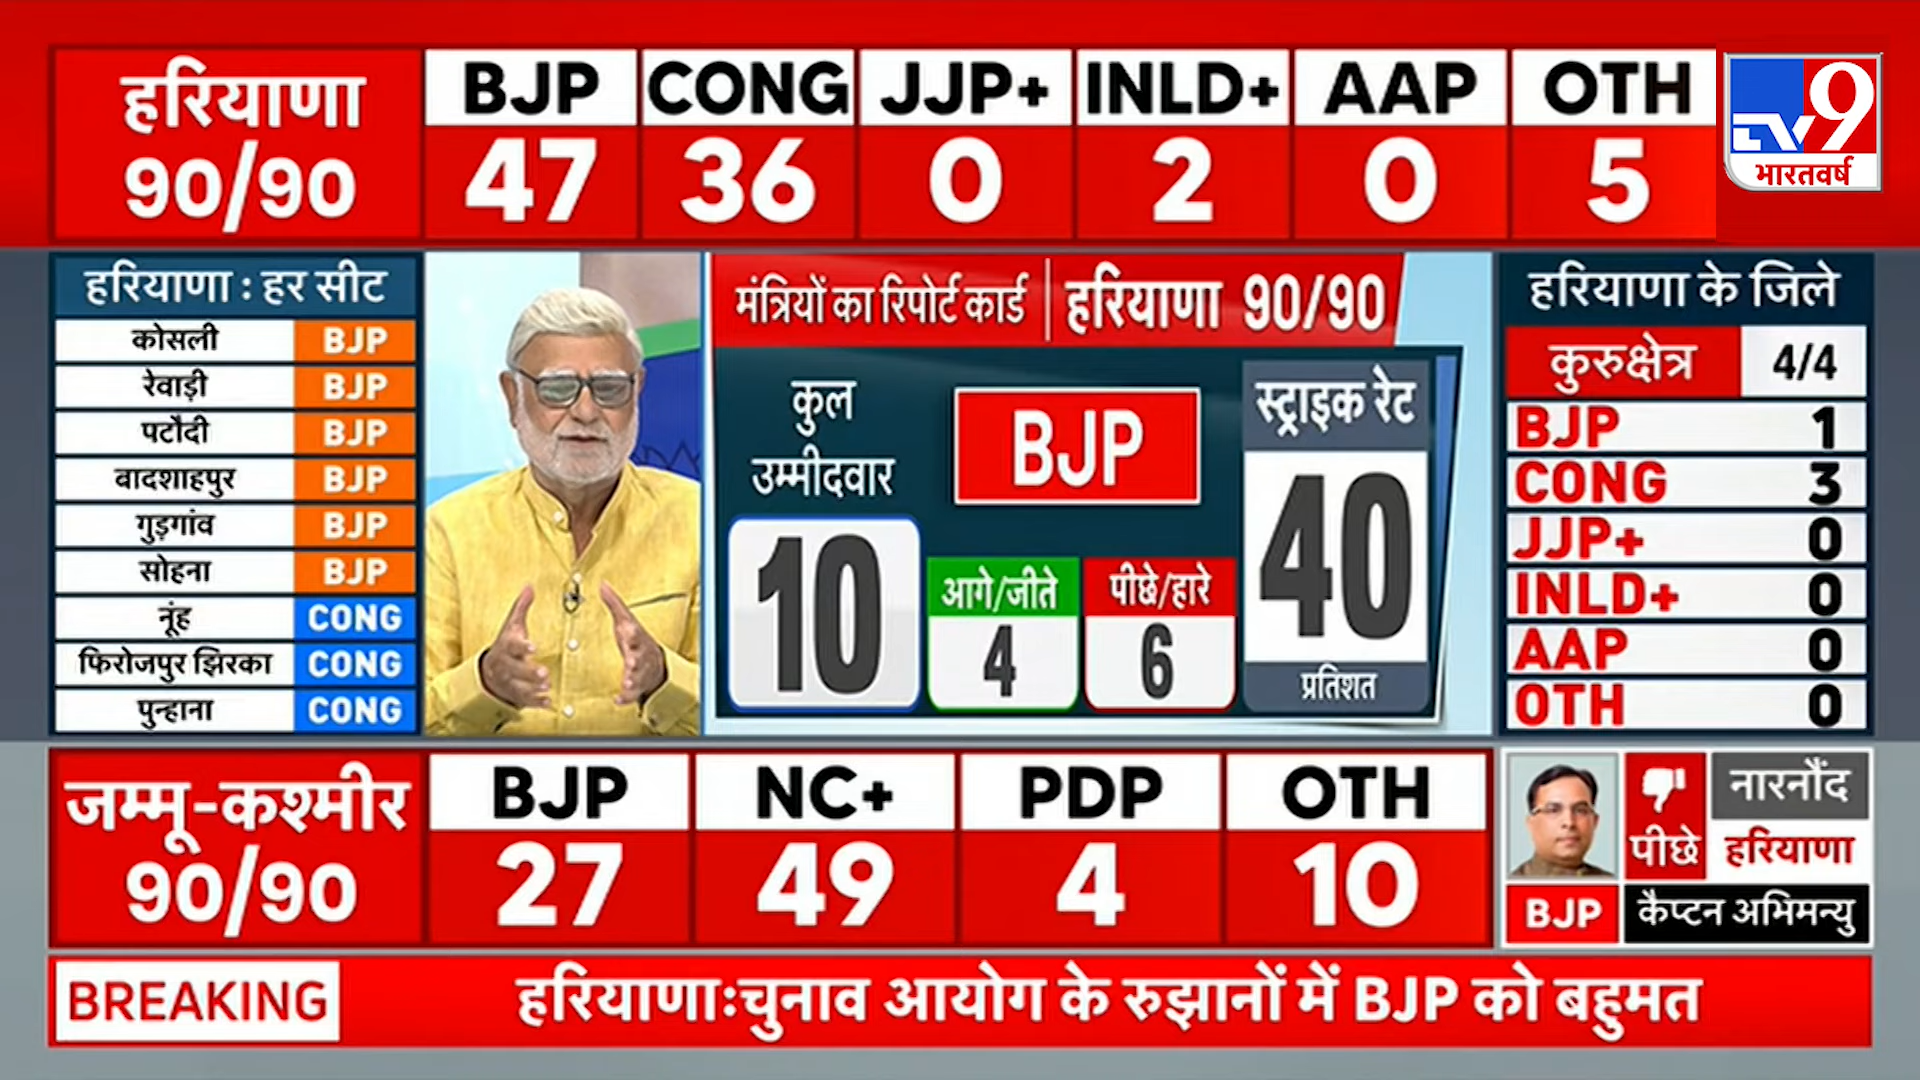 हरियाणा
90/90
BJP CONG JJP+ INLD+ AAP OTH
47 36 0 2 0 5
TV9
भारतवर्ष
हरियाणा : हर सीट
कोसली BJP
रेवाड़ी BJP
पटौदी BJP
बादशाहपुर BJP
गुड़गांव BJP
सोहना BJP
नूंह CONG
फिरोजपुर झिरका CONG
पुन्हाना CONG
मंत्रियों का रिपोर्ट कार्ड हरियाणा 90/90
कुल
उम्मीदवार
10
BJP
आगे/जीते
4
पीछे/हारे
6
स्ट्राइक रेट
40
प्रतिशत
हरियाणा के जिले
कुरुक्षेत्र 4/4
BJP 1
CONG 3
JJP+ 0
INLD+ 0
AAP 0
OTH 0
जम्मू-कश्मीर
90/90
BJP NC+ PDP OTH
27 49 4 10
नारनौंद
पीछे हरियाणा
BJP कैप्टन अभिमन्यु
BREAKING हरियाणाःचुनाव आयोग के रुझानों में BJP को बहुमत